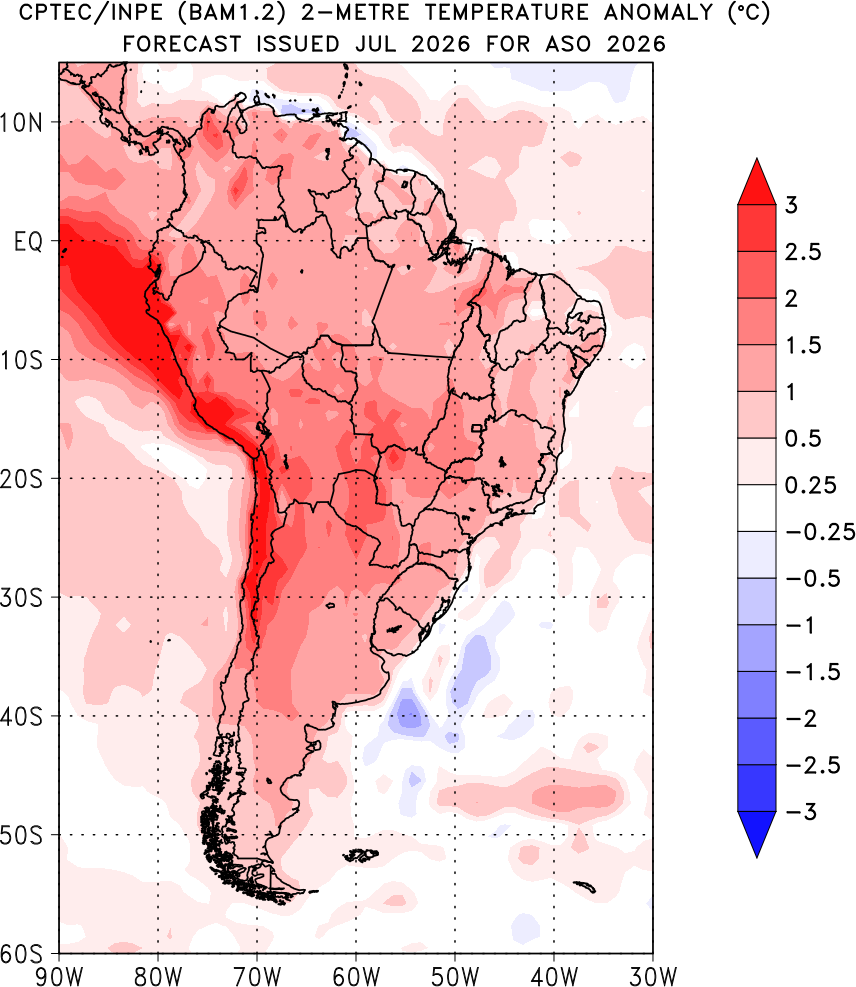 CPTEC/INPE (BAM1.2) 2-METRE TEMPERATURE ANOMALY (°C)
FORECAST ISSUED JUL 2026 FOR ASO 2026
10N
EQ
10S
20S
30S
40S
50S
60S
90W 80W 70W 60W 50W 40W 30W
3
2.5
2
1.5
1
0.5
0.25
-0.25
-0.5
-1
-1.5
-2
-2.5
-3